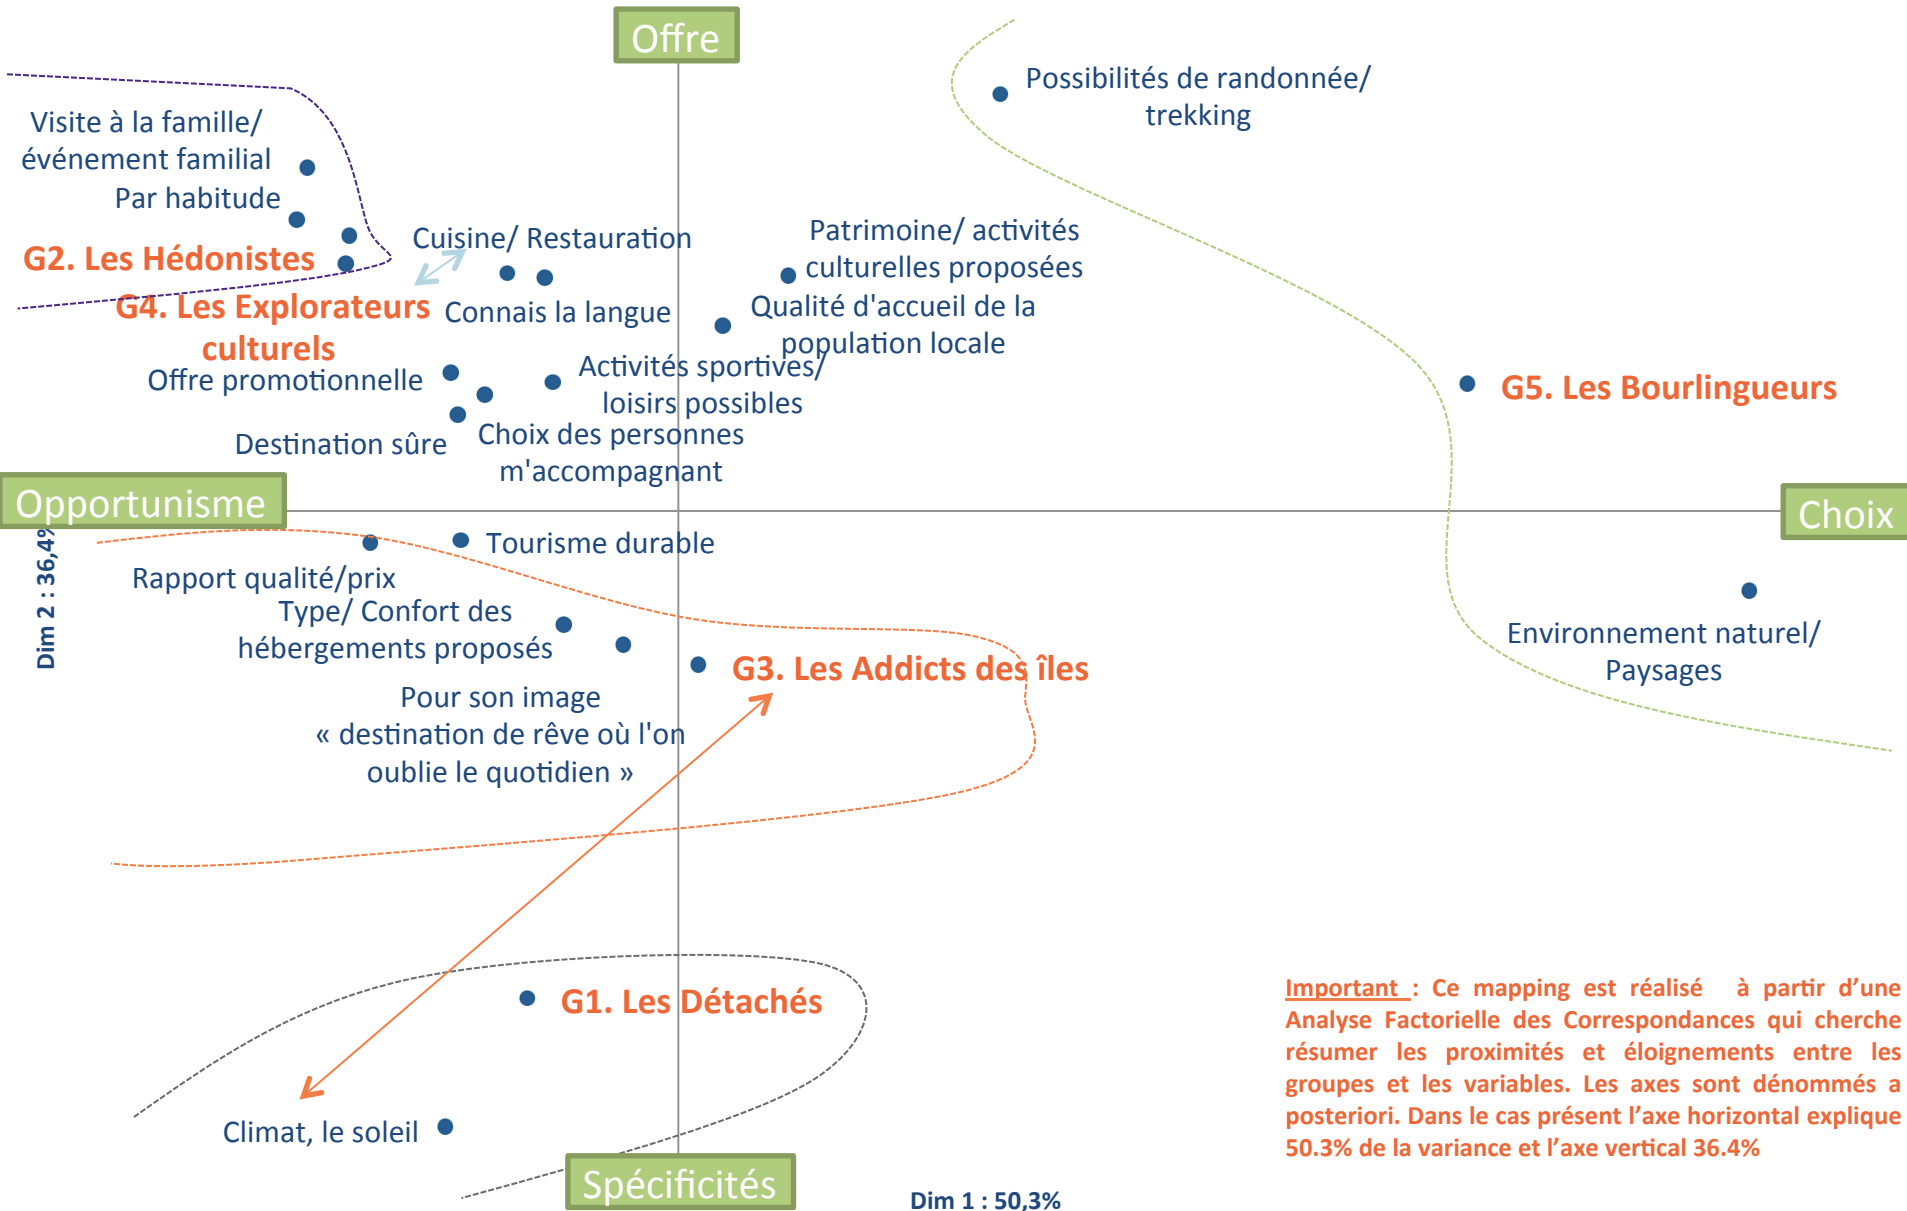 Offre
Possibilités de randonnée/
trekking
Visite à la famille/
événement familial
Par habitude
G2. Les Hédonistes
Cuisine/ Restauration
Patrimoine/ activités
culturelles proposées
G4. Les Explorateurs
culturels
Connais la langue
Qualité d'accueil de la
population locale
Offre promotionnelle
Activités sportives/
loisirs possibles
G5. Les Bourlingueurs
Destination sûre
Choix des personnes
m'accompagnant
Opportunisme
Choix
Dim 2 : 36,4%
Tourisme durable
Rapport qualité/prix
Type/ Confort des
hébergements proposés
Environnement naturel/
Paysages
G3. Les Addicts des îles
Pour son image
« destination de rêve où l'on
oublie le quotidien »
G1. Les Détachés
Climat, le soleil
Important : Ce mapping est réalisé à partir d’une
Analyse Factorielle des Correspondances qui cherche
résumer les proximités et éloignements entre les
groupes et les variables. Les axes sont dénommés a
posteriori. Dans le cas présent l’axe horizontal explique
50.3% de la variance et l’axe vertical 36.4%
Spécificités
Dim 1 : 50,3%